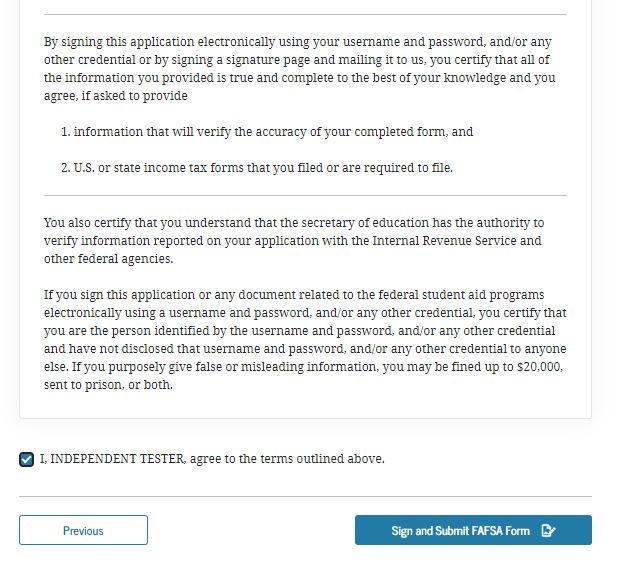 By signing this application electronically using your username and password, and/or any
other credential or by signing a signature page and mailing it to us, you certify that all of
the information you provided is true and complete to the best of your knowledge and you
agree, if asked to provide
1. information that will verify the accuracy of your completed form, and
2. U.S. or state income tax forms that you filed or are required to file.
You also certify that you understand that the secretary of education has the authority to
verify information reported on your application with the Internal Revenue Service and
other federal agencies.
If you sign this application or any document related to the federal student aid programs
electronically using a username and password, and/or any other credential, you certify that
you are the person identified by the username and password, and/or any other credential
and have not disclosed that username and password, and/or any other credential to anyone
else. If you purposely give false or misleading information, you may be fined up to $20,000,
sent to prison, or both.
I, INDEPENDENT TESTER, agree to the terms outlined above.
Previous
Sign and Submit FAFSA Form